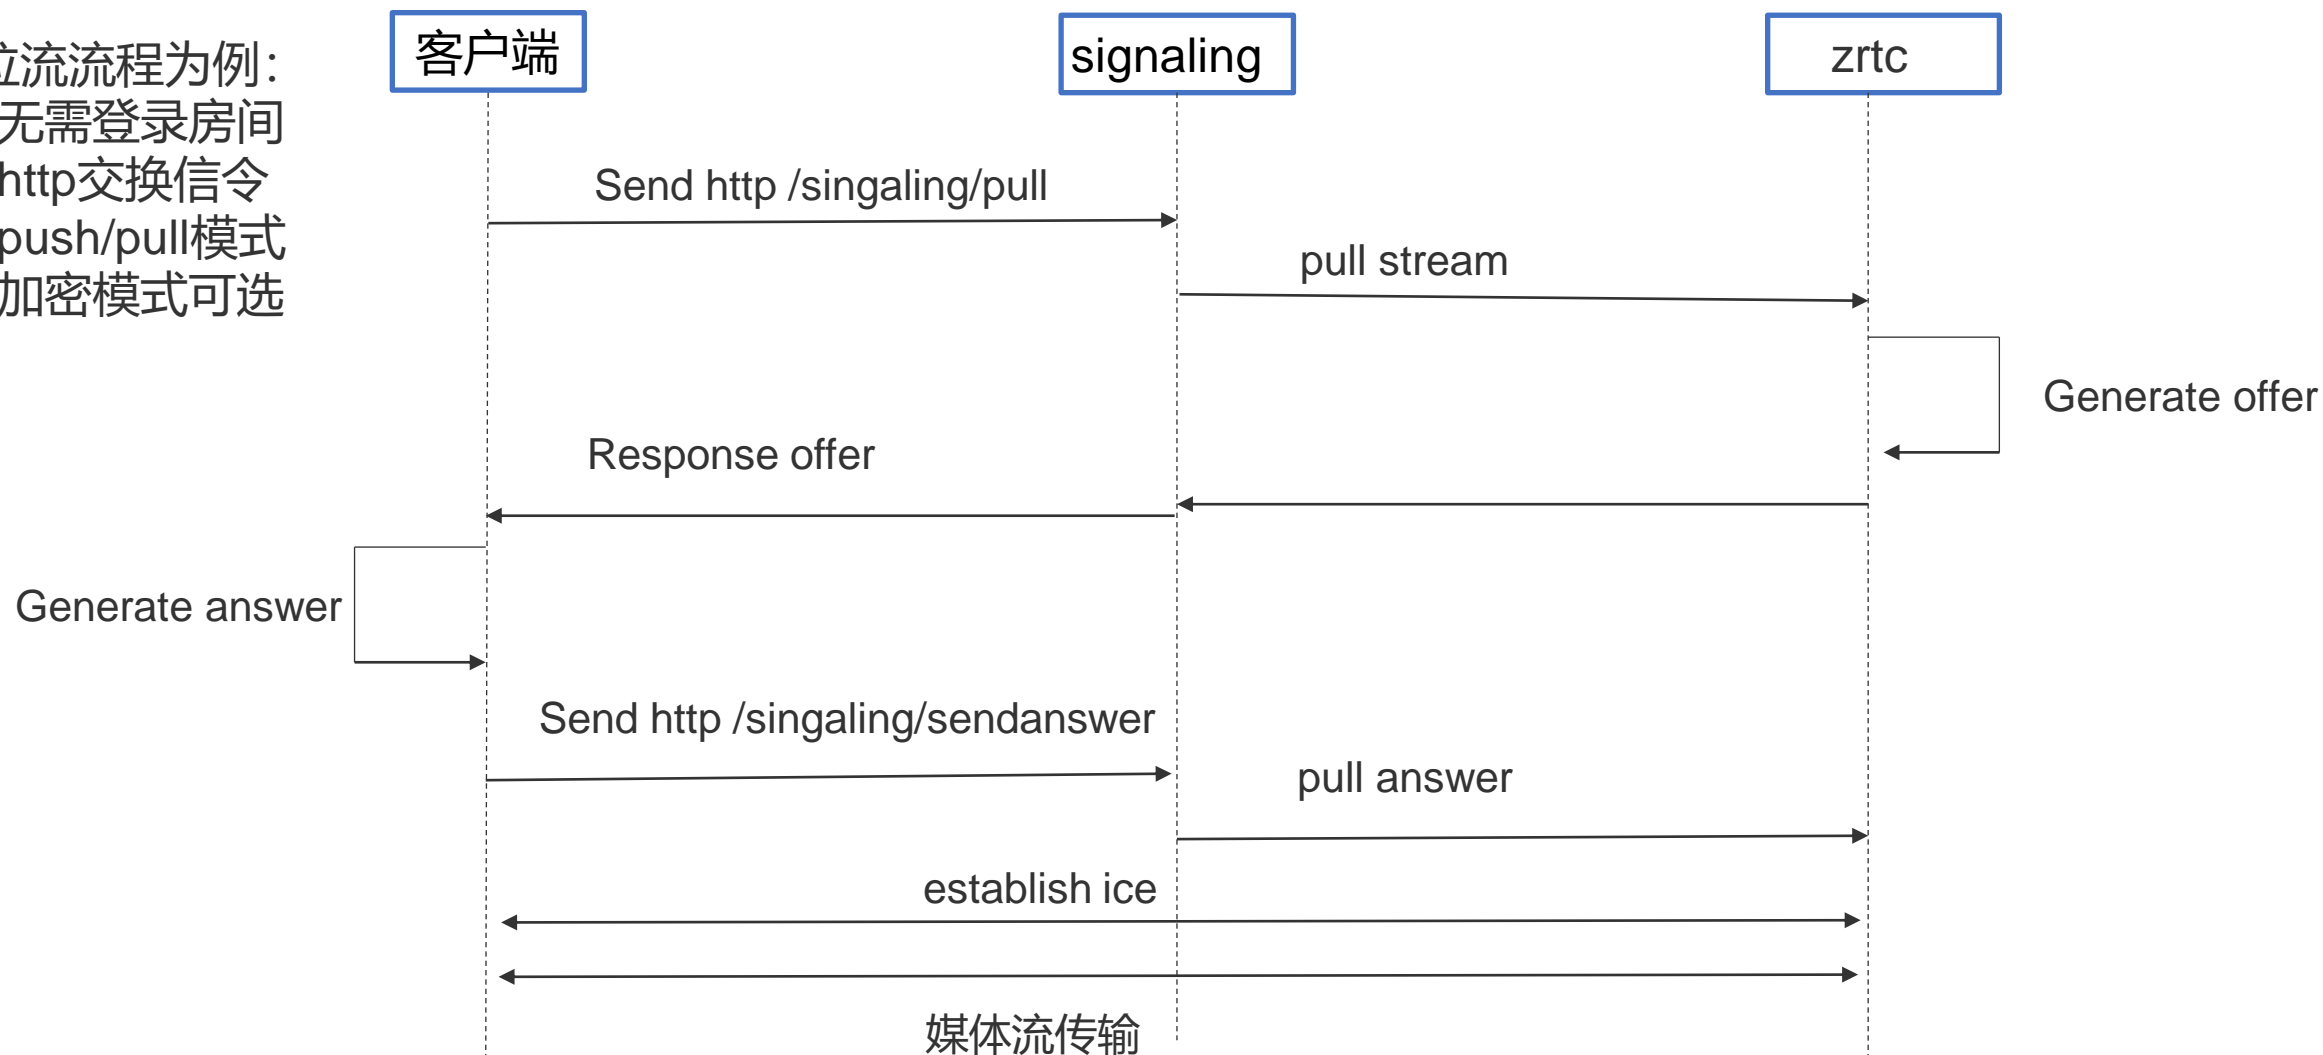 客户端
signaling
zrtc
流流程为例：
无需登录房间
http交换信令
push/pull模式
加密模式可选
Send http /singaling/pull
pull stream
Generate offer
Response offer
Generate answer
Send http /singaling/sendanswer
pull answer
establish ice
媒体流传输